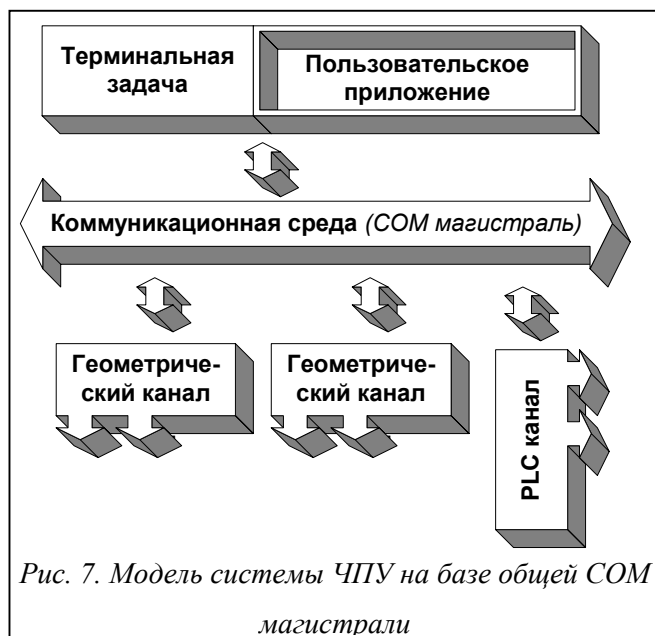 Терминальная
задача
Пользовательское
приложение
Коммуникационная среда (COM магистраль)
Геометриче-
ский канал
Геометриче-
ский канал
PLC канал
Рис. 7. Модель системы ЧПУ на базе общей COM
магистрали